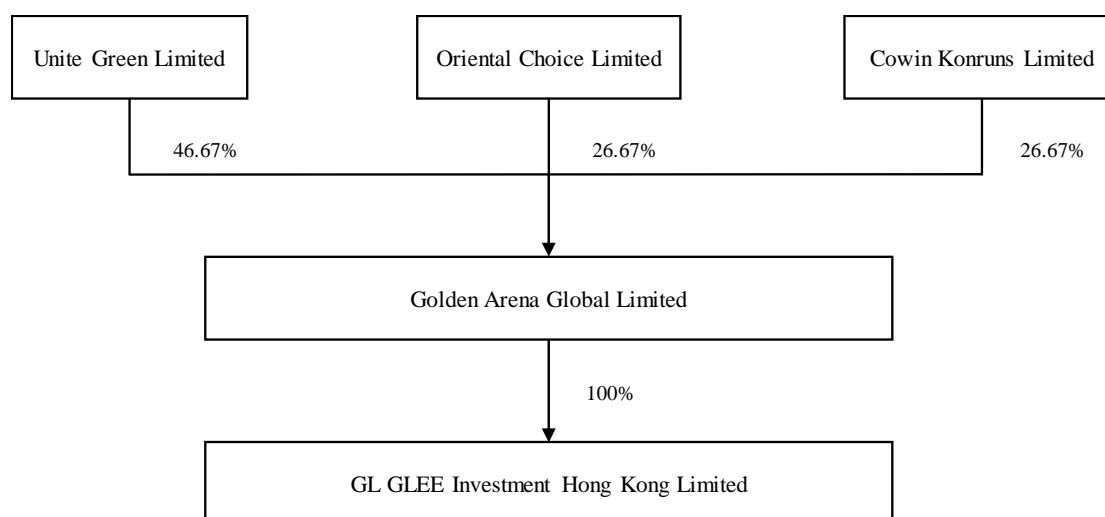 Unite Green Limited
Oriental Choice Limited
Cowin Konruns Limited
46.67%
26.67%
26.67%
Golden Arena Global Limited
100%
GL GLEE Investment Hong Kong Limited